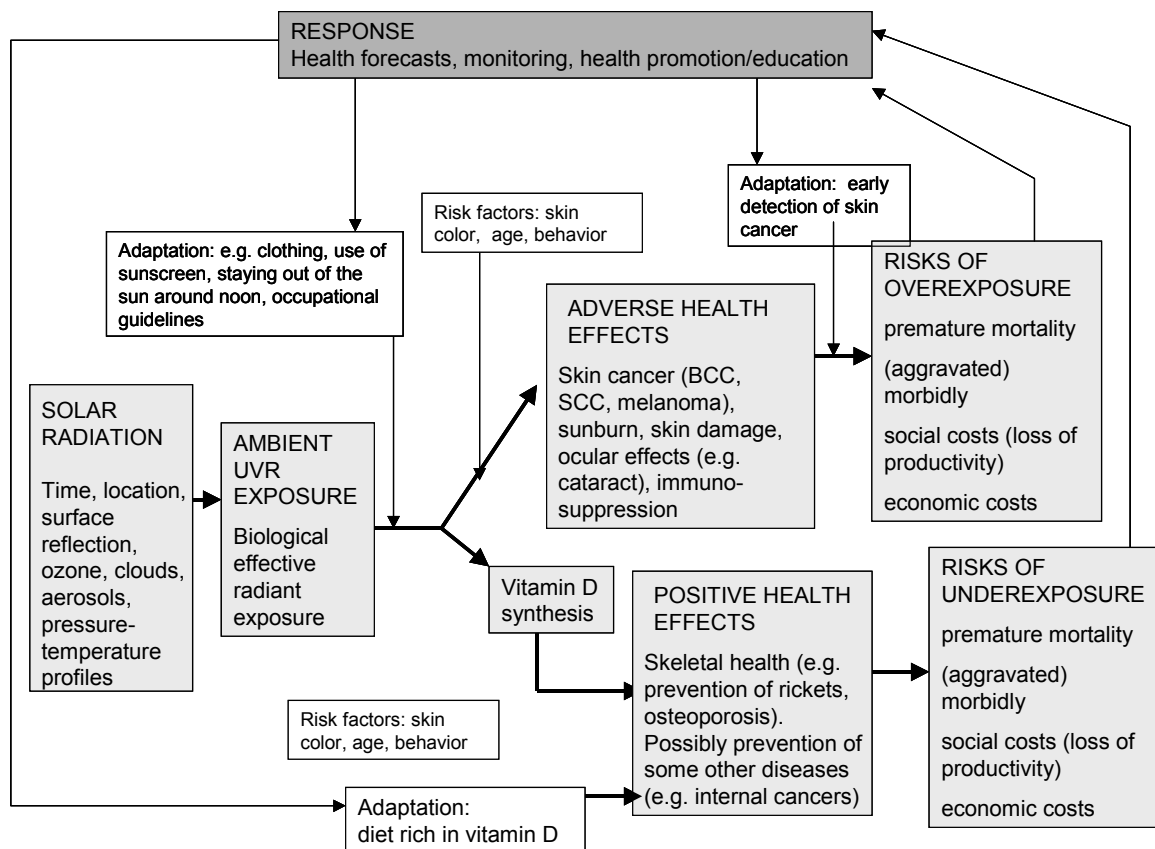 RESPONSE
Health forecasts, monitoring, health promotion/education
Adaptation: early
detection of skin
cancer
Risk factors: skin
color, age, behavior
Adaptation: e.g. clothing, use of
sunscreen, staying out of the
sun around noon, occupational
guidelines
RISKS OF
OVEREXPOSURE
premature mortality
(aggravated)
morbidly
social costs (loss of
productivity)
economic costs
ADVERSE HEALTH
EFFECTS
Skin cancer (BCC,
SCC, melanoma),
sunburn, skin damage,
ocular effects (e.g.
cataract), immuno-
suppression
SOLAR
RADIATION
Time, location,
surface
reflection,
ozone, clouds,
aerosols,
pressure-
temperature
profiles
AMBIENT
UVR
EXPOSURE
Biological
effective
radiant
exposure
Vitamin D
synthesis
POSITIVE HEALTH
EFFECTS
Skeletal health (e.g.
prevention of rickets,
osteoporosis).
Possibly prevention of
some other diseases
(e.g. internal cancers)
RISKS OF
UNDEREXPOSURE
premature mortality
(aggravated)
morbidly
social costs (loss of
productivity)
economic costs
Risk factors: skin
color, age, behavior
Adaptation:
diet rich in vitamin D